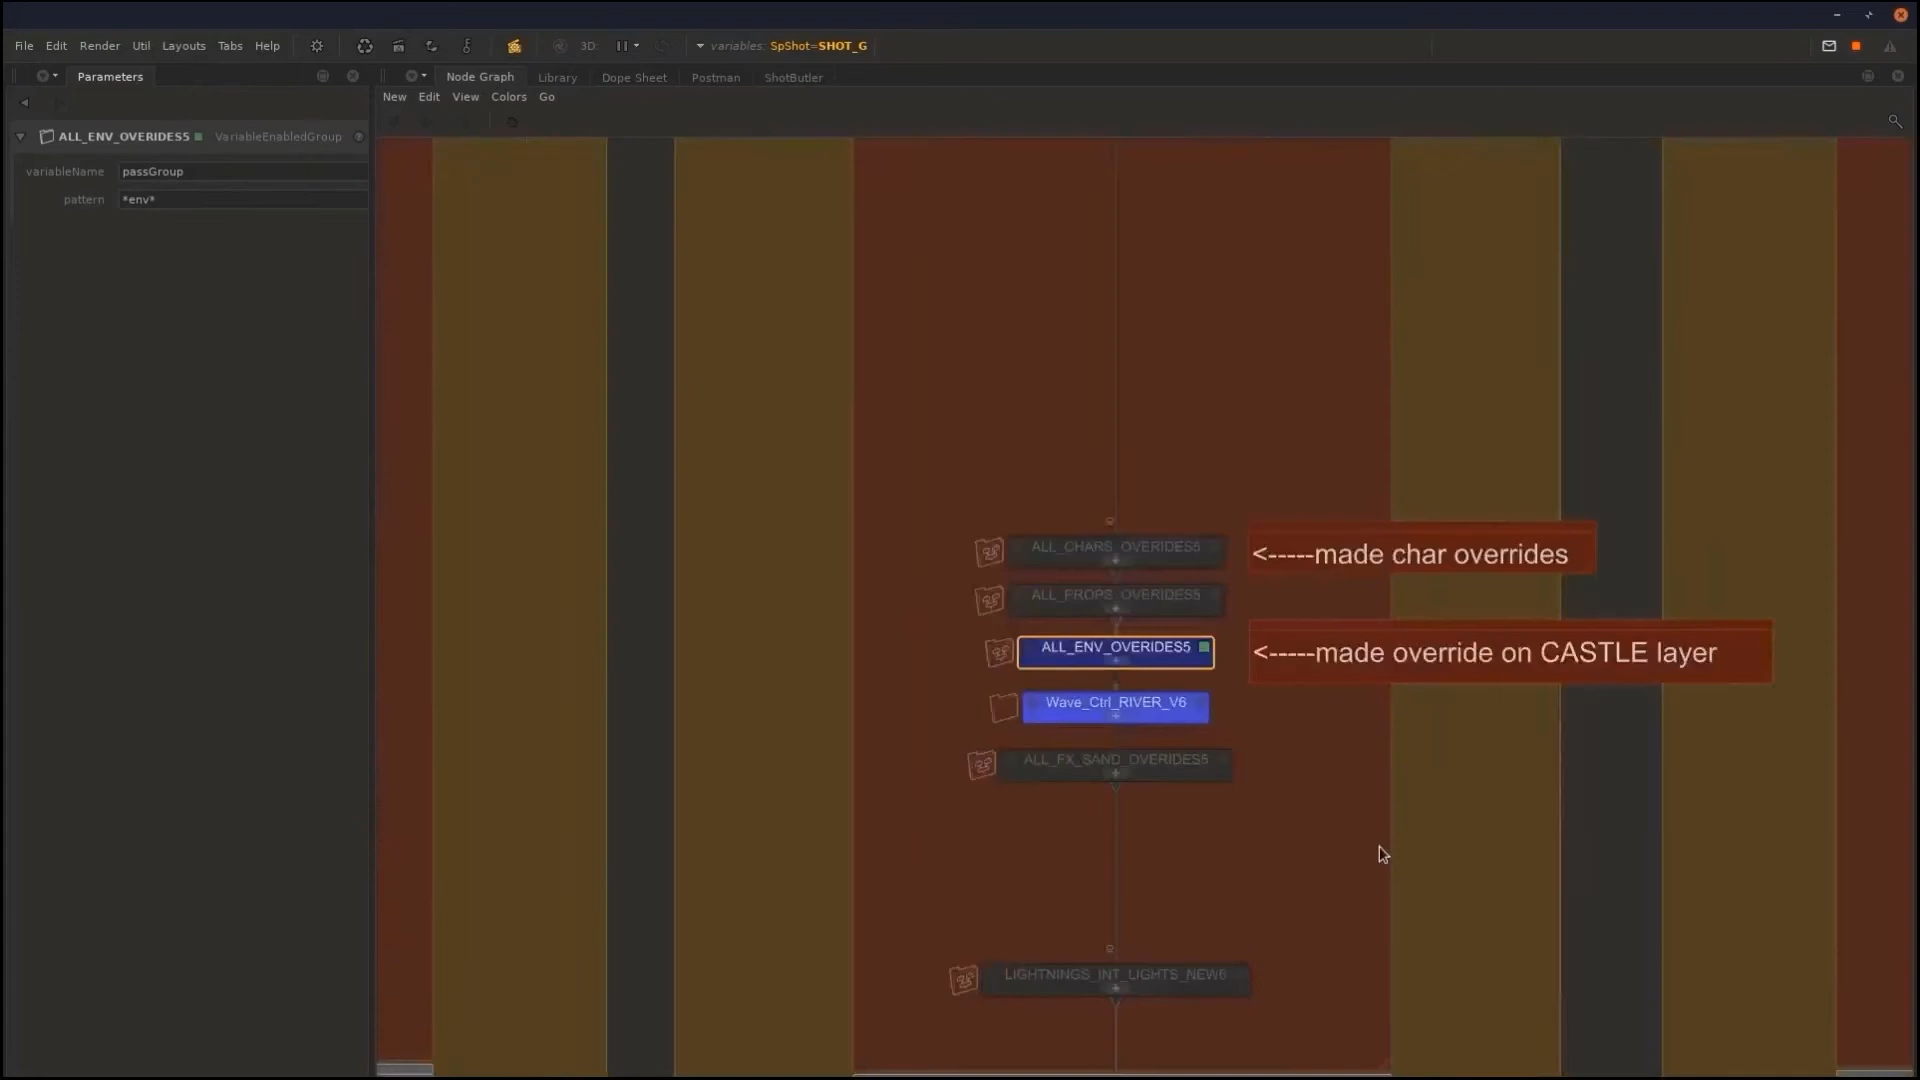 File Edit Render Util Layouts Tabs Help 3D: variables: SpShot=SHOT_G
Parameters
Node Graph Library Dope Sheet Postman ShotButler
New Edit View Colors Go
ALL_ENV_OVERIDES5 VariableEnabledGroup
variableName passGroup
pattern *env*
ALL_CHARS_OVERIDES5
<-----made char overrides
ALL_PROPS_OVERIDES5
ALL_ENV_OVERIDES5
<-----made override on CASTLE layer
Wave_Ctrl_RIVER_V6
ALL_FX_SAND_OVERIDES5
LIGHTNINGS_INT_LIGHTS_NEW6